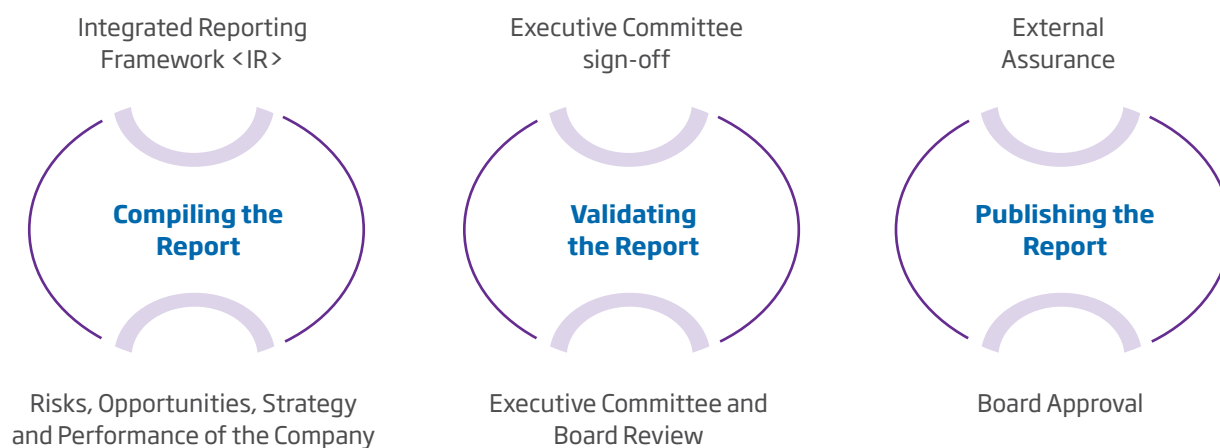 Integrated Reporting
Framework <IR>
Compiling the
Report
Risks, Opportunities, Strategy
and Performance of the Company
Executive Committee
sign-off
Validating
the Report
Executive Committee and
Board Review
External
Assurance
Publishing the
Report
Board Approval